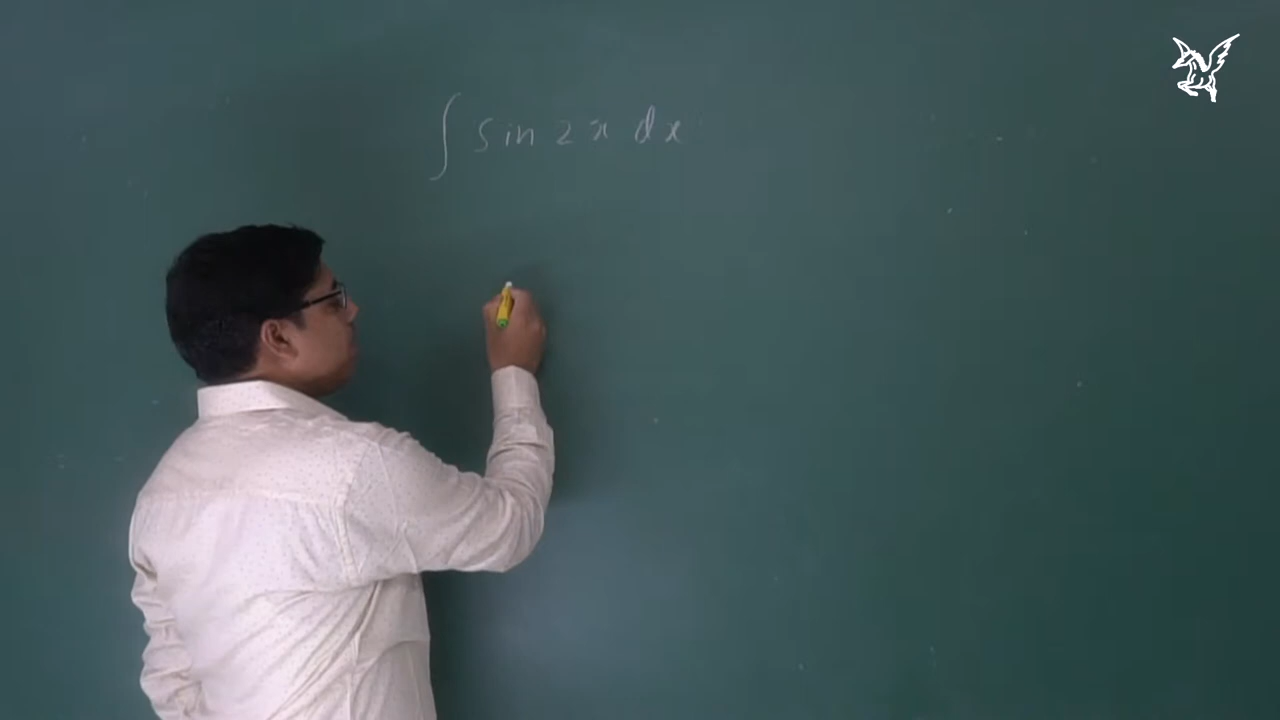 ∫ sin 2x dx